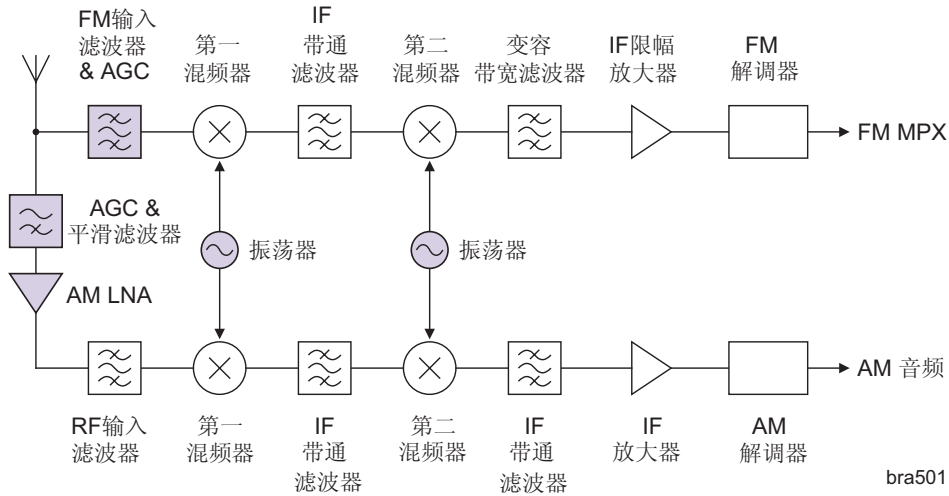 FM输入
滤波器
& AGC
第一
混频器
IF
带通
滤波器
第二
混频器
变容
带宽滤波器
IF限幅
放大器
FM
解调器
FM MPX
AGC &
平滑滤波器
振荡器
振荡器
AM LNA
AM 音频
RF输入
滤波器
第一
混频器
IF
带通
滤波器
第二
混频器
IF
带通
滤波器
IF
放大器
AM
解调器
bra501